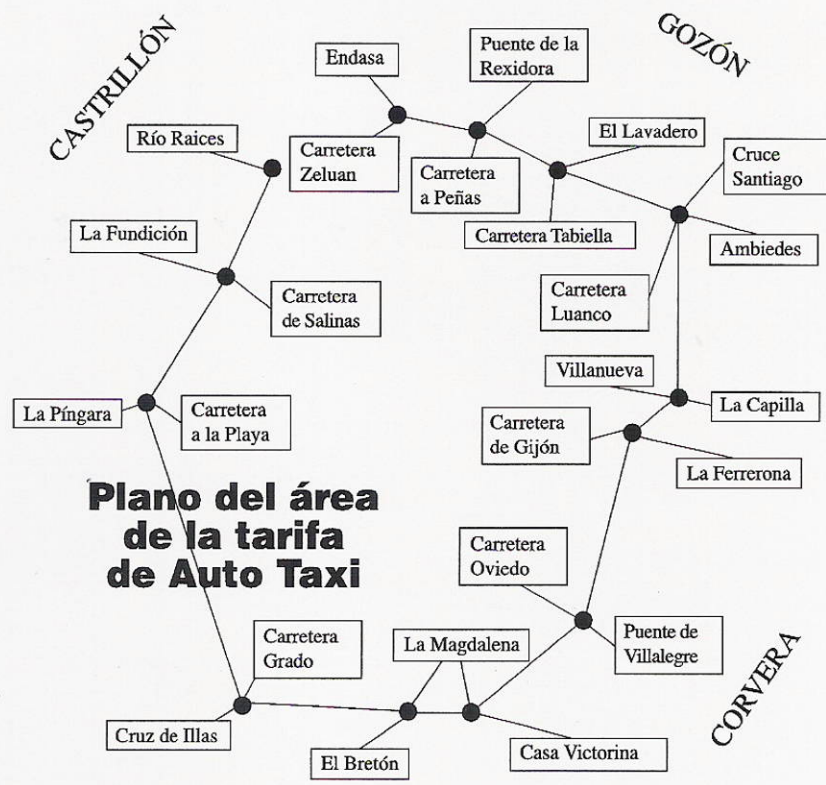 CASTRILLÓN
GOZÓN
Endasa
Puente de la
Rexidora
Río Raices
Carretera
Zeluan
El Lavadero
Carretera
a Peñas
Cruce
Santiago
La Fundición
Carretera Tabiella
Ambiedes
Carretera
de Salinas
Carretera
Luanco
Villanueva
La Píngara
Carretera
a la Playa
La Capilla
Carretera
de Gijón
La Ferrerona
Plano del área
de la tarifa
de Auto Taxi
Carretera
Oviedo
Carretera
Grado
La Magdalena
Puente de
Villalegre
CORVERA
Cruz de Illas
El Bretón
Casa Victorina